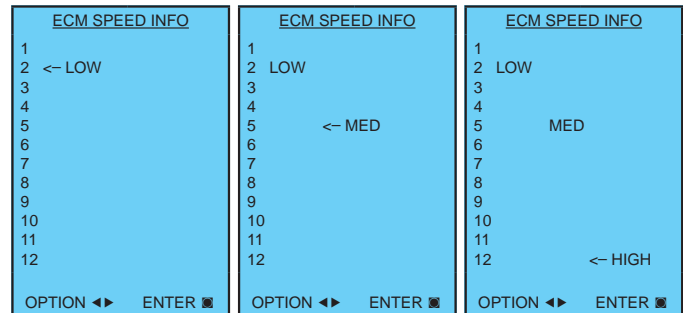 ECM SPEED INFO
1
2 <– LOW
3
4
5
6
7
8
9
10
11
12
OPTION ◄► ENTER ◙
ECM SPEED INFO
1
2 LOW
3
4
5 <– MED
6
7
8
9
10
11
12
OPTION ◄► ENTER ◙
ECM SPEED INFO
1
2 LOW
3
4
5 MED
6
7
8
9
10
11
12 <– HIGH
OPTION ◄► ENTER ◙